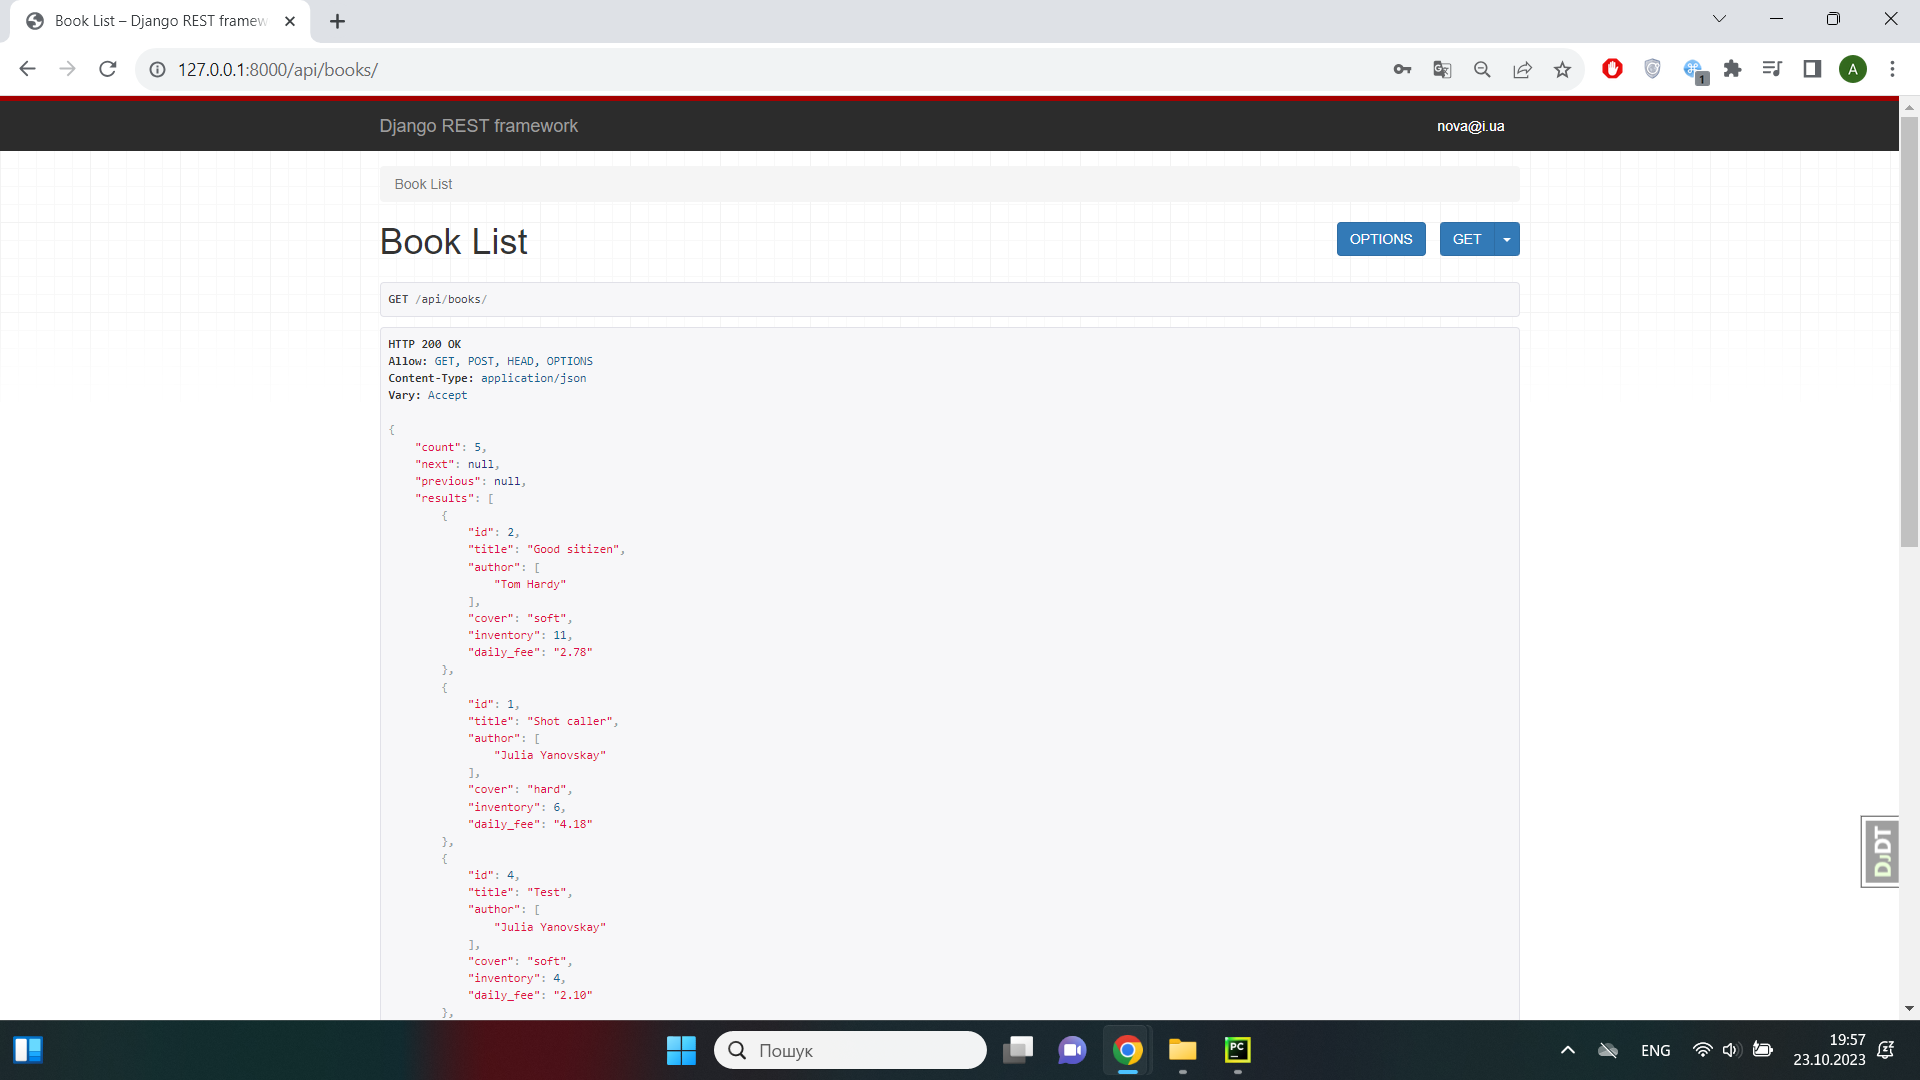 Book List – Django REST framew
127.0.0.1:8000/api/books/
1
A
Django REST framework
nova@i.ua
Book List
Book List
OPTIONS
GET
GET /api/books/
HTTP 200 OK
Allow: GET, POST, HEAD, OPTIONS
Content-Type: application/json
Vary: Accept
{
"count": 5,
"next": null,
"previous": null,
"results": [
{
"id": 2,
"title": "Good sitizen",
"author": [
"Tom Hardy"
],
"cover": "soft",
"inventory": 11,
"daily_fee": "2.78"
},
{
"id": 1,
"title": "Shot caller",
"author": [
"Julia Yanovskay"
],
"cover": "hard",
"inventory": 6,
"daily_fee": "4.18"
},
{
"id": 4,
"title": "Test",
"author": [
"Julia Yanovskay"
],
"cover": "soft",
"inventory": 4,
"daily_fee": "2.10"
},
DJDT
Пошук
PC
ENG
19:57
23.10.2023